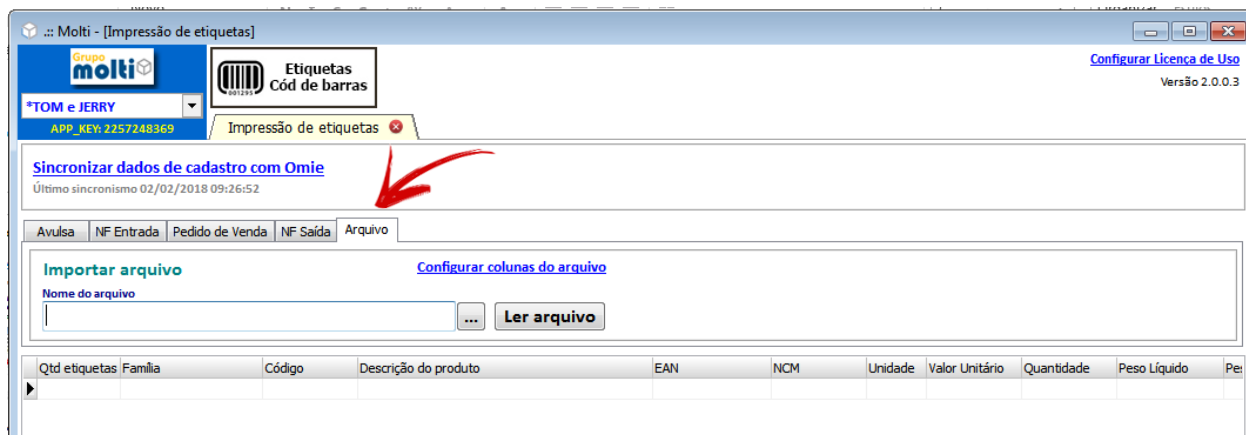 .:: Molti - [Impressão de etiquetas]
Grupo
molti
Etiquetas
Cód de barras
001295
Configurar Licença de Uso
Versão 2.0.0.3
*TOM e JERRY
APP_KEY: 2257248369
Impressão de etiquetas
Sincronizar dados de cadastro com Omie
Último sincronismo 02/02/2018 09:26:52
Avulsa NF Entrada Pedido de Venda NF Saída Arquivo
Importar arquivo Configurar colunas do arquivo
Nome do arquivo
... Ler arquivo
Qtd etiquetas Família Código Descrição do produto EAN NCM Unidade Valor Unitário Quantidade Peso Líquido